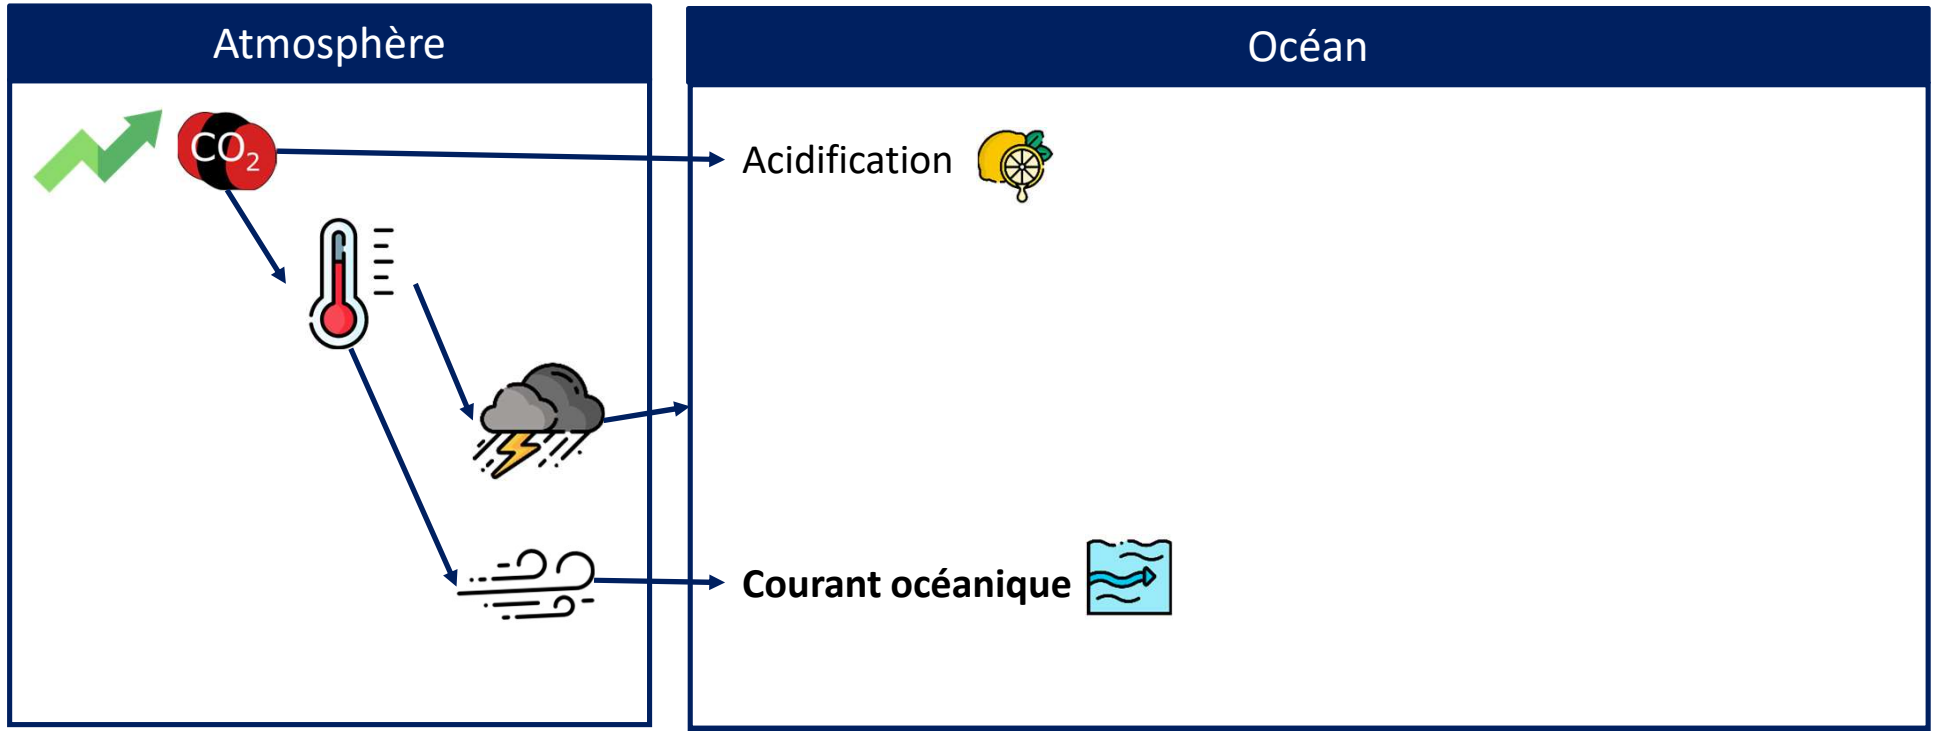 Atmosphère
Océan
CO₂
Acidification
Courant océanique